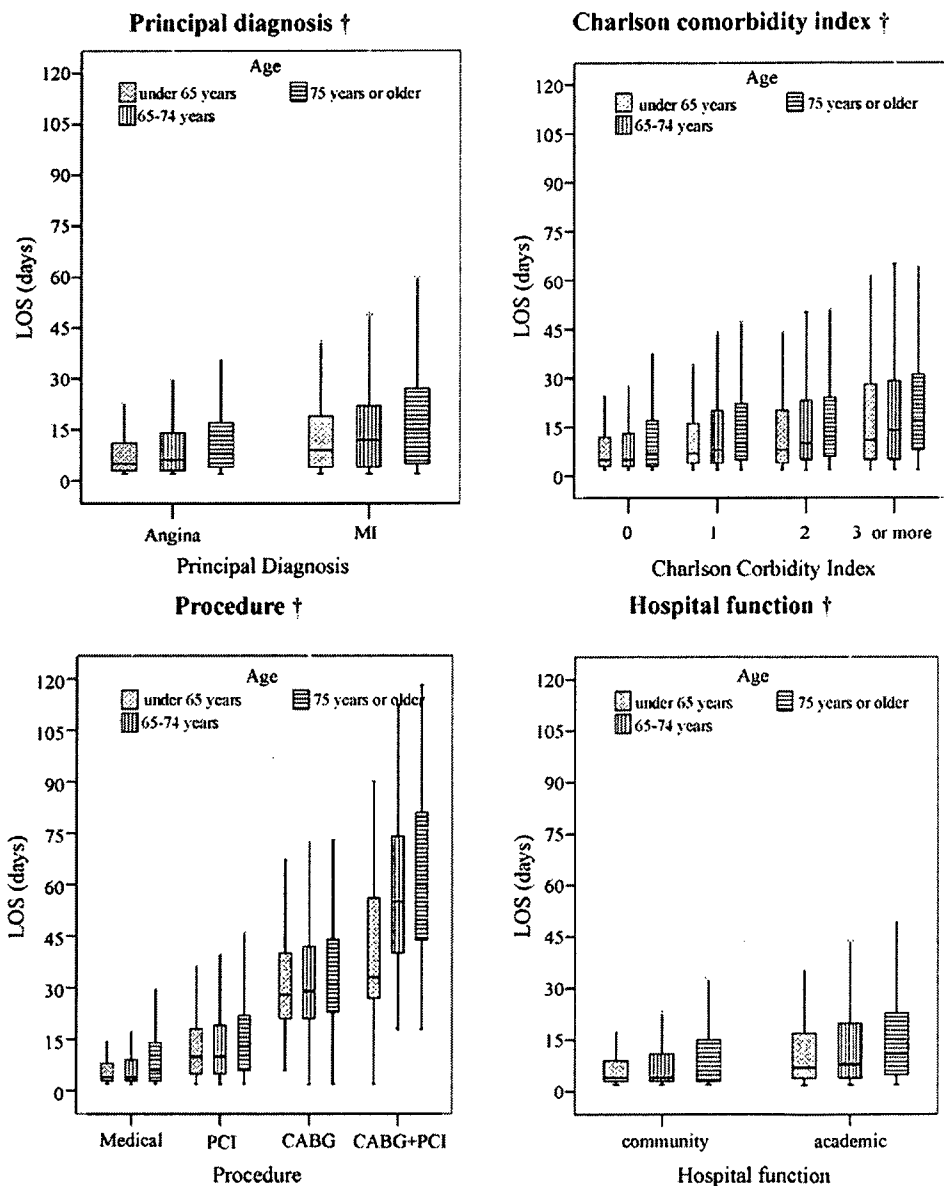 Principal diagnosis †
Age
under 65 years
75 years or older
65-74 years
120
105
90
75
60
45
30
15
0
LOS (days)
Angina
MI
Principal Diagnosis
Charlson comorbidity index †
Age
under 65 years
75 years or older
65-74 years
120
105
90
75
60
45
30
15
0
LOS (days)
0
1
2
3 or more
Charlson Corbidity Index
Procedure †
Age
under 65 years
75 years or older
65-74 years
120
105
90
75
60
45
30
15
0
LOS (days)
Medical
PCI
CABG
CABG+PCI
Procedure
Hospital function †
Age
under 65 years
75 years or older
65-74 years
120
105
90
75
60
45
30
15
0
LOS (days)
community
academic
Hospital function